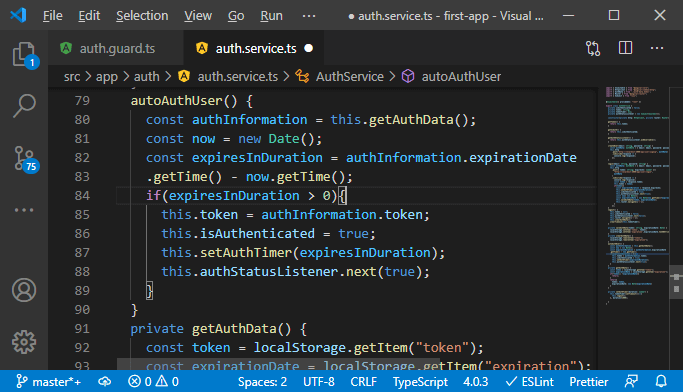 File Edit Selection View Go Run ··· ● auth.service.ts - first-app - Visual ...
auth.guard.ts auth.service.ts ●
src > app > auth > auth.service.ts > AuthService > autoAuthUser
79 autoAuthUser() {
80 const authInformation = this.getAuthData();
81 const now = new Date();
82 const expiresInDuration = authInformation.expirationDate
83 .getTime() - now.getTime();
84 if(expiresInDuration > 0){
85 this.token = authInformation.token;
86 this.isAuthenticated = true;
87 this.setAuthTimer(expiresInDuration);
88 this.authStatusListener.next(true);
89 }
90 }
91 private getAuthData() {
92 const token = localStorage.getItem("token");
93 const expirationDate = localStorage.getItem("expiration");
1
75
master*+ 0 0 Spaces: 2 UTF-8 CRLF TypeScript 4.0.3 ✓ ESLint Prettier